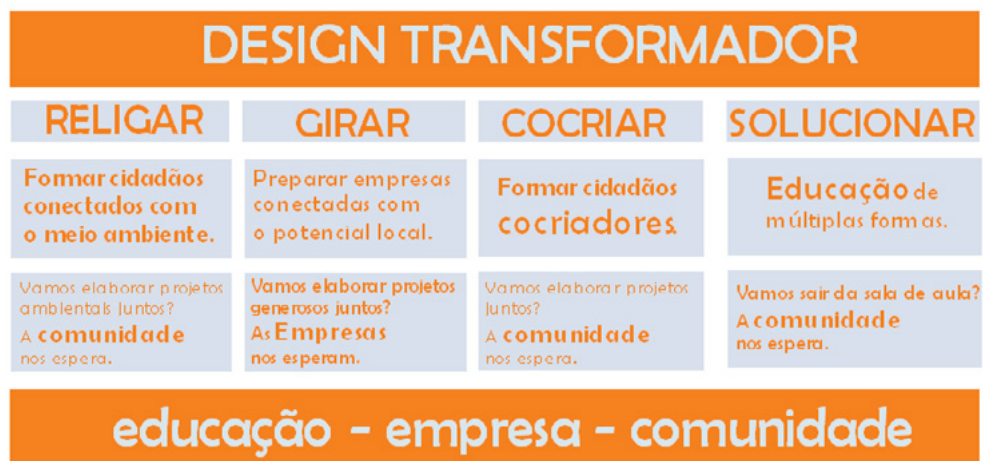 DESIGN TRANSFORMADOR
RELIGAR
Formar cidadãos
conectados com
o meio ambiente.
Vamos elaborar projetos
ambientais juntos?
A comunidade
nos espera.
GIRAR
Preparar empresas
conectadas com
o potencial local.
Vamos elaborar projetos
generosos juntos?
As Empresas
nos esperam.
COCRIAR
Formar cidadãos
cocriadores.
Vamos elaborar projetos
juntos?
A comunidade
nos espera.
SOLUCIONAR
Educação de
múltiplas formas.
Vamos sair da sala de aula?
A comunidade
nos espera.
educação - empresa - comunidade